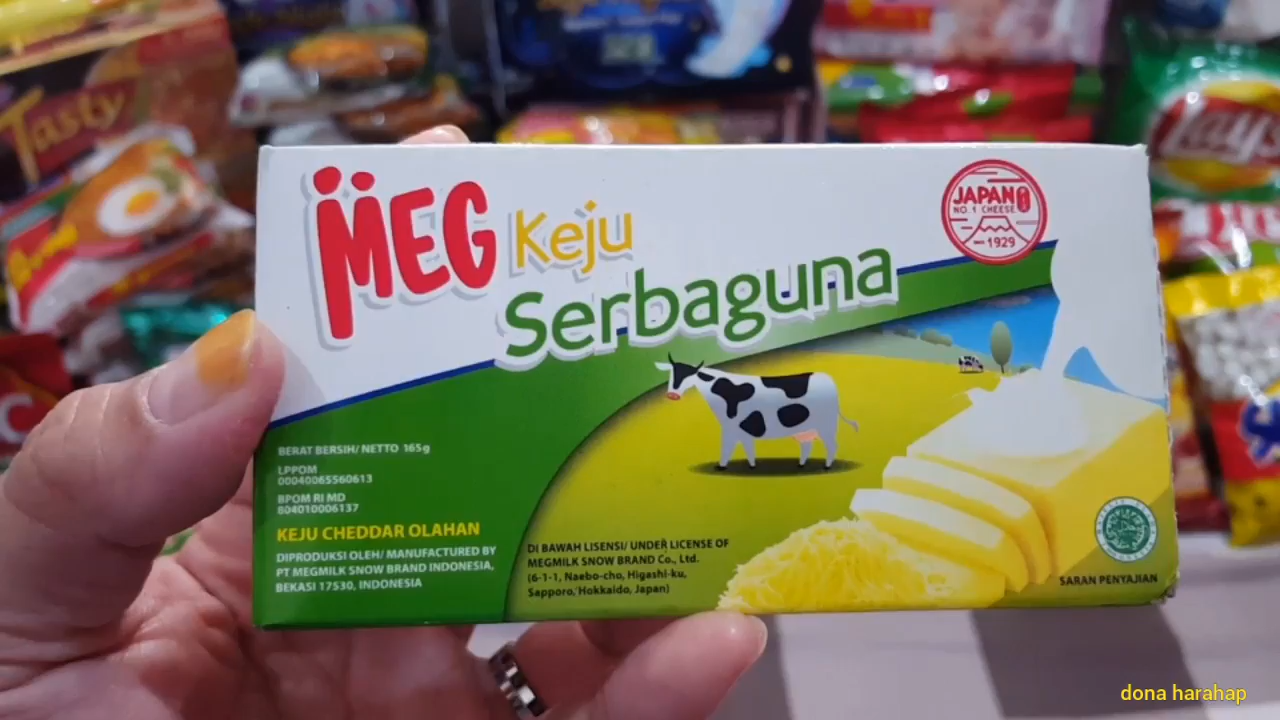 MEG Keju
Serbaguna
JAPAN
NO. 1 CHEESE
1929
BERAT BERSIH/ NETTO 165g
LPPOM
00040065560613
BPOM RI MD
804010006137
KEJU CHEDDAR OLAHAN
DIPRODUKSI OLEH/ MANUFACTURED BY
PT MEGMILK SNOW BRAND INDONESIA,
BEKASI 17530, INDONESIA
DI BAWAH LISENSI/ UNDER LICENSE OF
MEGMILK SNOW BRAND Co., Ltd.
(6-1-1, Naebo-cho, Higashi-ku,
Sapporo, Hokkaido, Japan)
SARAN PENYAJIAN
Tasty
Lay's
dona harahap